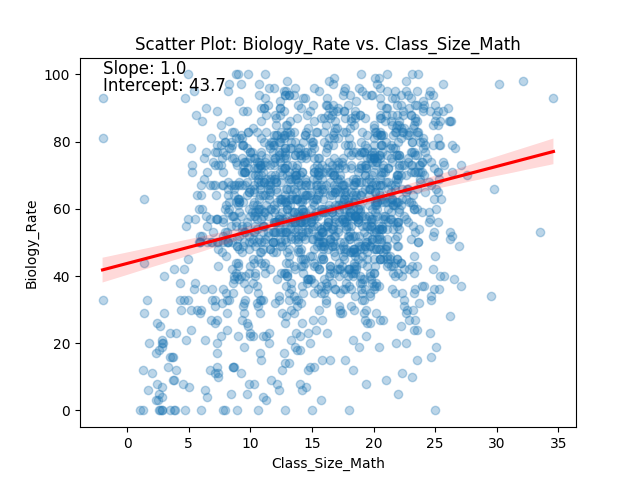 Scatter Plot: Biology_Rate vs. Class_Size_Math
Slope: 1.0
Intercept: 43.7
100
80
60
40
20
0
Biology_Rate
0 5 10 15 20 25 30 35
Class_Size_Math